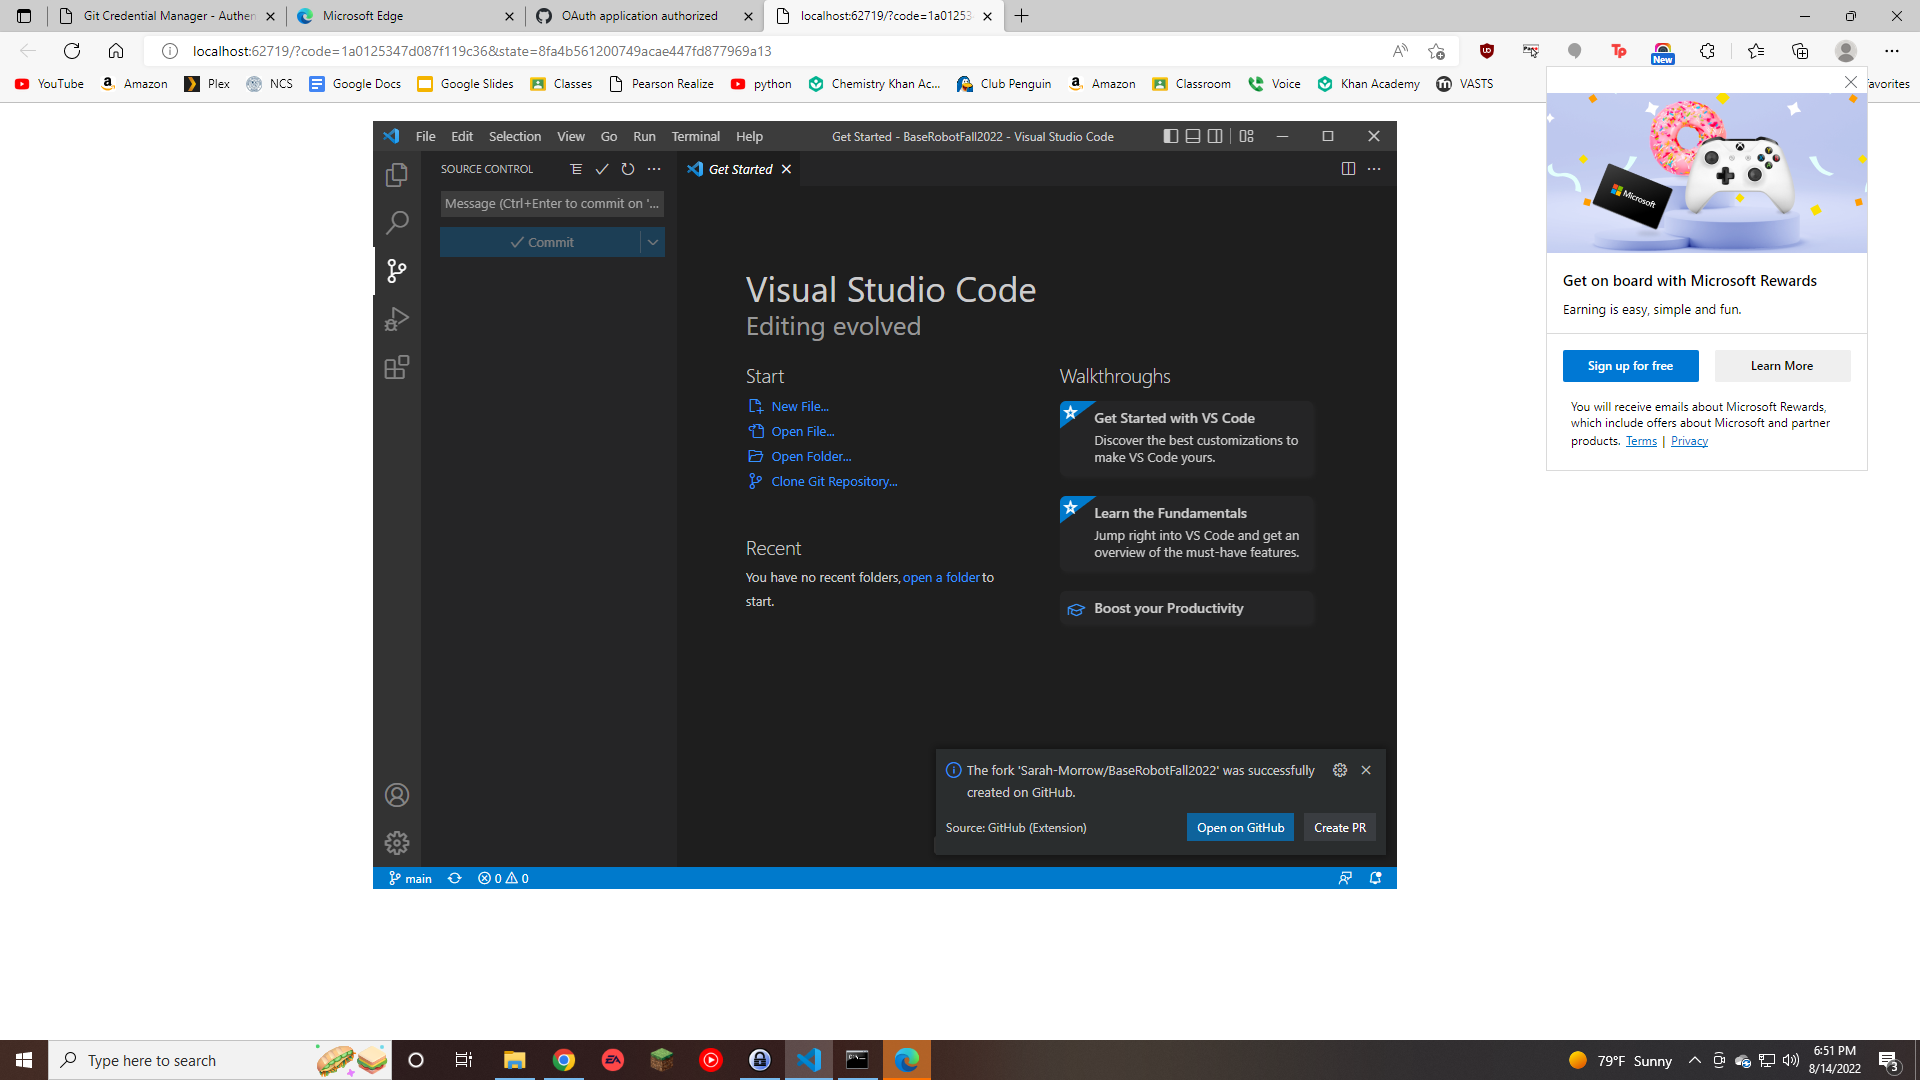 Git Credential Manager - Authen
Microsoft Edge
OAuth application authorized
localhost:62719/?code=1a01253
localhost:62719/?code=1a0125347d087f119c36&state=8fa4b561200749acae447fd877969a13
New
YouTube
Amazon
Plex
NCS
Google Docs
Google Slides
Classes
Pearson Realize
python
Chemistry Khan Ac...
Club Penguin
Amazon
Classroom
Voice
Khan Academy
VASTS
Favorites
File Edit Selection View Go Run Terminal Help
Get Started - BaseRobotFall2022 - Visual Studio Code
SOURCE CONTROL
Get Started
Message (Ctrl+Enter to commit on '...
Commit
Visual Studio Code
Editing evolved
Start
New File...
Open File...
Open Folder...
Clone Git Repository...
Recent
You have no recent folders, open a folder to
start.
Walkthroughs
Get Started with VS Code
Discover the best customizations to
make VS Code yours.
Learn the Fundamentals
Jump right into VS Code and get an
overview of the must-have features.
Boost your Productivity
The fork 'Sarah-Morrow/BaseRobotFall2022' was successfully
created on GitHub.
Source: GitHub (Extension)
Open on GitHub
Create PR
main
0
0
Microsoft
Get on board with Microsoft Rewards
Earning is easy, simple and fun.
Sign up for free
Learn More
You will receive emails about Microsoft Rewards,
which include offers about Microsoft and partner
products. Terms | Privacy
Type here to search
79°F Sunny
6:51 PM
8/14/2022
3